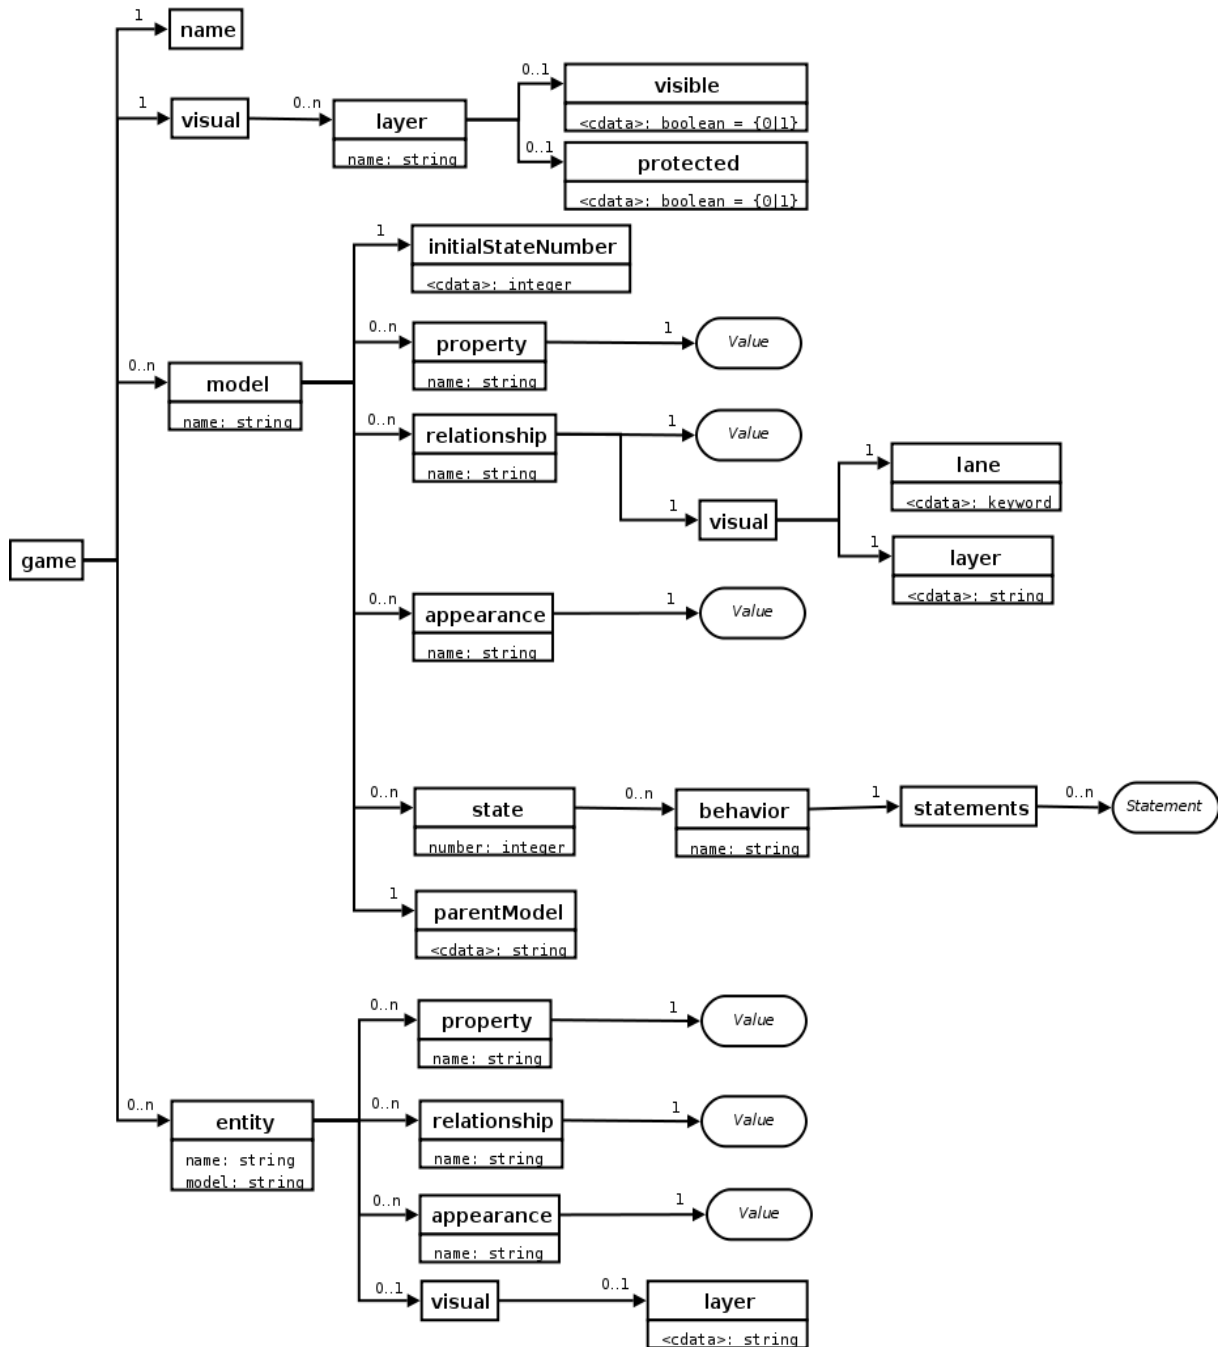 1
name
1
visual
0..n
layer
name: string
0..1
visible
<cdata>: boolean = {0|1}
0..1
protected
<cdata>: boolean = {0|1}
1
initialStateNumber
<cdata>: integer
0..n
property
name: string
1
Value
0..n
model
name: string
0..n
relationship
name: string
1
Value
1
visual
1
lane
<cdata>: keyword
1
layer
<cdata>: string
game
0..n
appearance
name: string
1
Value
0..n
state
number: integer
0..n
behavior
name: string
1
statements
0..n
Statement
1
parentModel
<cdata>: string
0..n
property
name: string
1
Value
0..n
entity
name: string
model: string
0..n
relationship
name: string
1
Value
0..n
appearance
name: string
1
Value
0..1
visual
0..1
layer
<cdata>: string